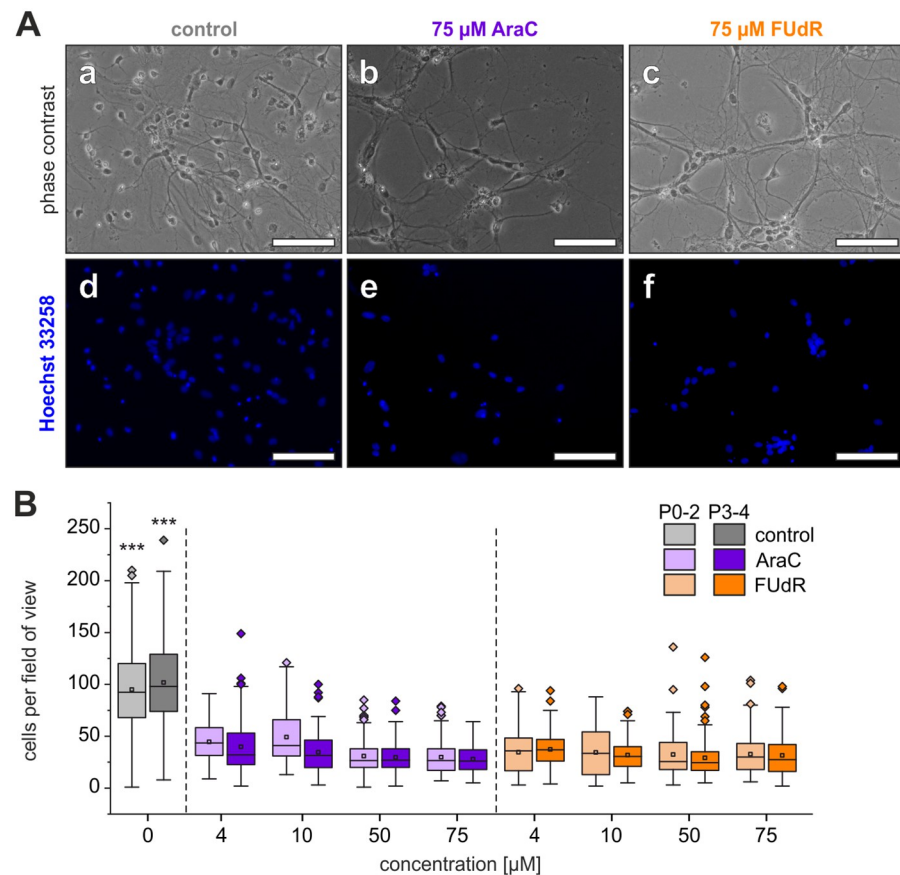 A
control
75 µM AraC
75 µM FUdR
phase contrast
a
b
c
Hoechst 33258
d
e
f
B
P0-2 P3-4
control
AraC
FUdR
cells per field of view
250
200
150
100
50
0
***
***
0 4 10 50 75 4 10 50 75
concentration [µM]